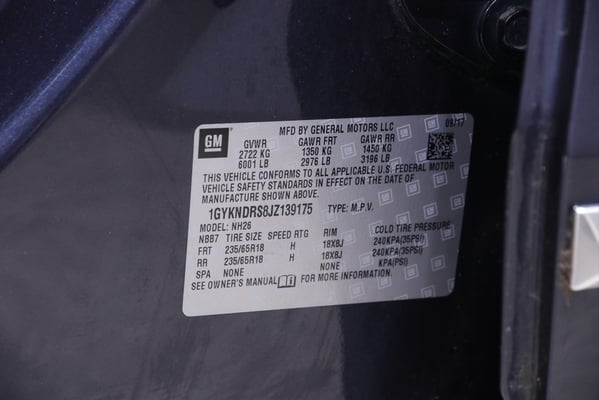 GM
MFD BY GENERAL MOTORS LLC 09/17
GVWR GAWR FRT GAWR RR
2722 KG 1350 KG 1450 KG
6001 LB 2976 LB 3196 LB
THIS VEHICLE CONFORMS TO ALL APPLICABLE U.S. FEDERAL MOTOR
VEHICLE SAFETY STANDARDS IN EFFECT ON THE DATE OF
MANUFACTURE SHOWN ABOVE.
1GYKNDRS8JZ139175 TYPE: M.P.V.
MODEL: NH26
NBB7 TIRE SIZE SPEED RTG RIM COLD TIRE PRESSURE
FRT 235/65R18 H 18X8J 240KPA(35PSI)
RR 235/65R18 H 18X8J 240KPA(35PSI)
SPA NONE NONE KPA(PSI)
SEE OWNER'S MANUAL FOR MORE INFORMATION.